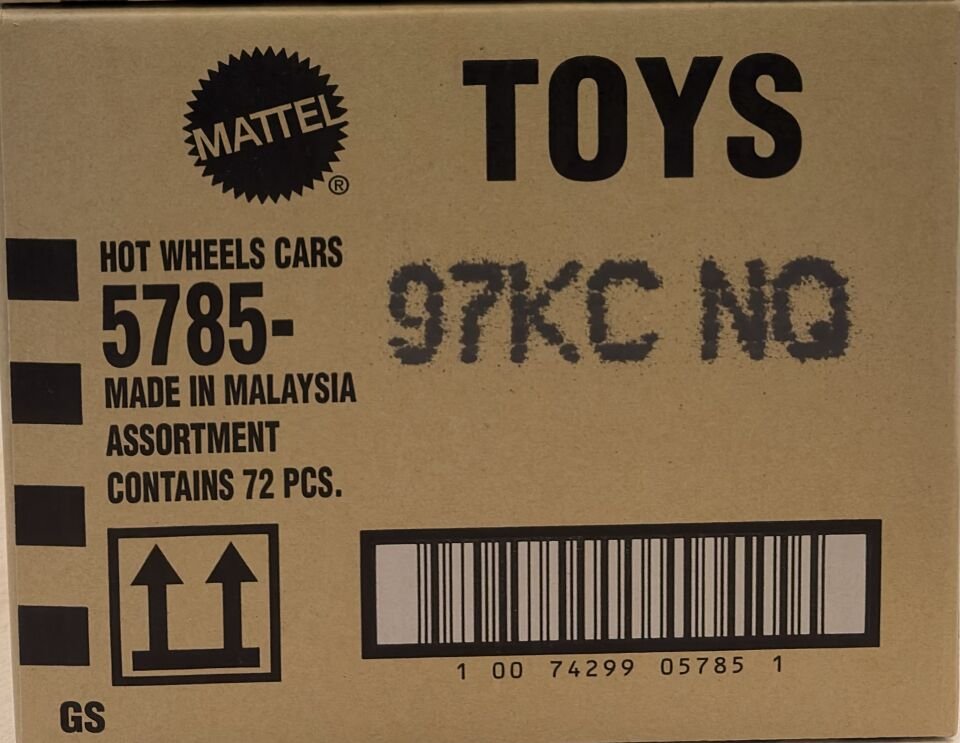 MATTEL
®
TOYS
HOT WHEELS CARS
5785-
97KC NQ
MADE IN MALAYSIA
ASSORTMENT
CONTAINS 72 PCS.
1 00 74299 05785 1
GS